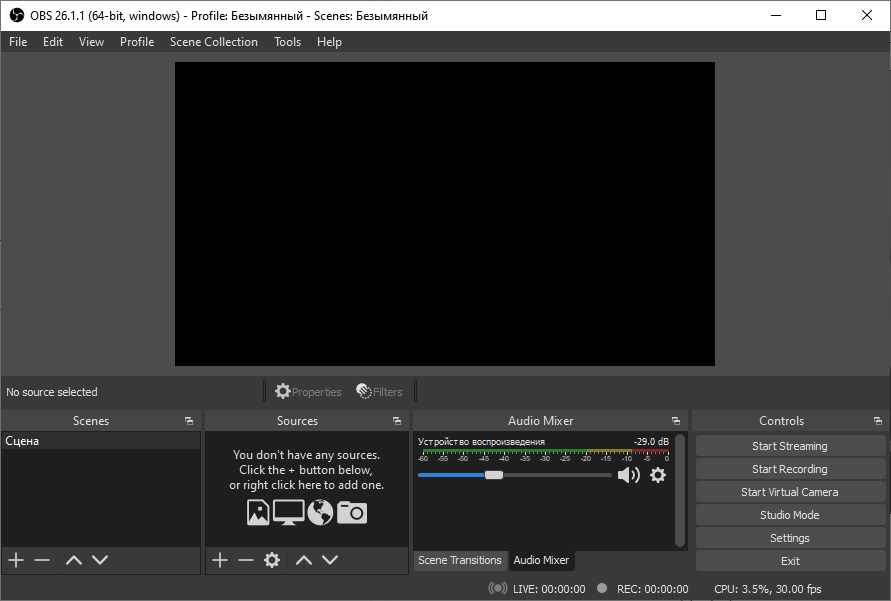 OBS 26.1.1 (64-bit, windows) - Profile: Безымянный - Scenes: Безымянный
File Edit View Profile Scene Collection Tools Help
No source selected
Properties Filters
Scenes
Сцена
Sources
You don't have any sources.
Click the + button below,
or right click here to add one.
Audio Mixer
Устройство воспроизведения -29.0 dB
-60 -55 -50 -45 -40 -35 -30 -25 -20 -15 -10 -5 0
Scene Transitions Audio Mixer
Controls
Start Streaming
Start Recording
Start Virtual Camera
Studio Mode
Settings
Exit
LIVE: 00:00:00 REC: 00:00:00 CPU: 3.5%, 30.00 fps